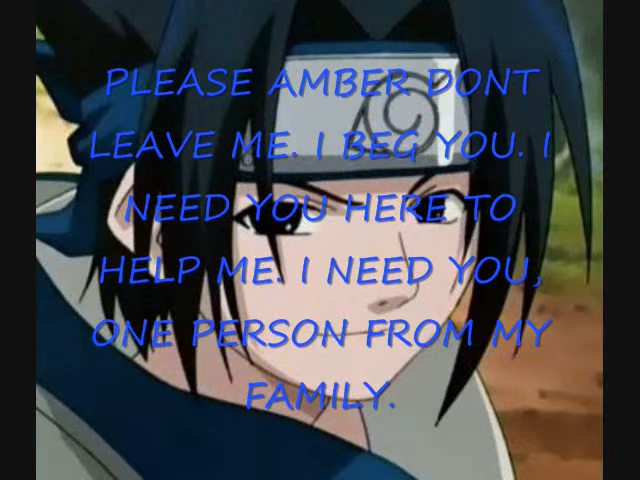 PLEASE AMBER DONT
LEAVE ME. I BEG YOU. I
NEED YOU HERE TO
HELP ME. I NEED YOU,
ONE PERSON FROM MY
FAMILY.